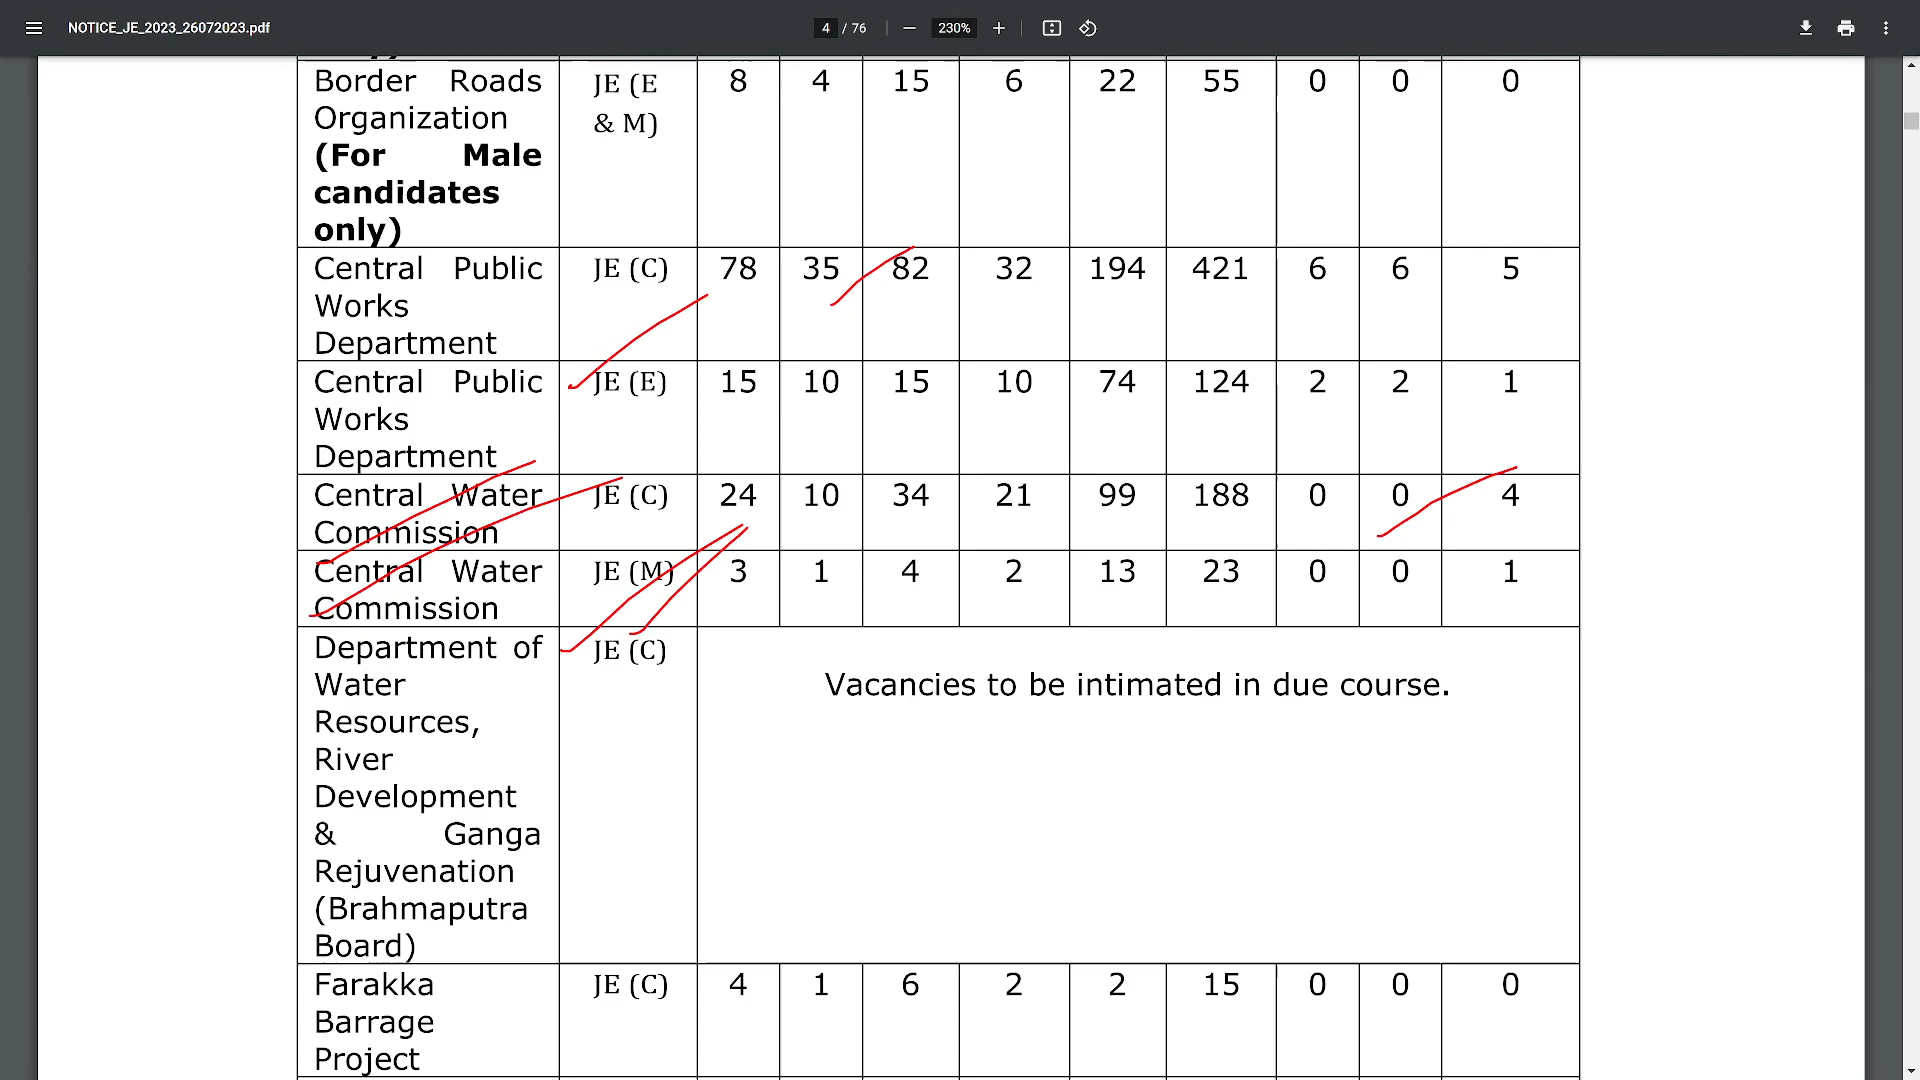 NOTICE_JE_2023_26072023.pdf
4 / 76
230%
Border Roads Organization (For Male candidates only) JE (E & M) 8 4 15 6 22 55 0 0 0
Central Public Works Department JE (C) 78 35 82 32 194 421 6 6 5
Central Public Works Department JE (E) 15 10 15 10 74 124 2 2 1
Central Water Commission JE (C) 24 10 34 21 99 188 0 0 4
Central Water Commission JE (M) 3 1 4 2 13 23 0 0 1
Department of Water Resources, River Development & Ganga Rejuvenation (Brahmaputra Board) JE (C) Vacancies to be intimated in due course.
Farakka Barrage Project JE (C) 4 1 6 2 2 15 0 0 0